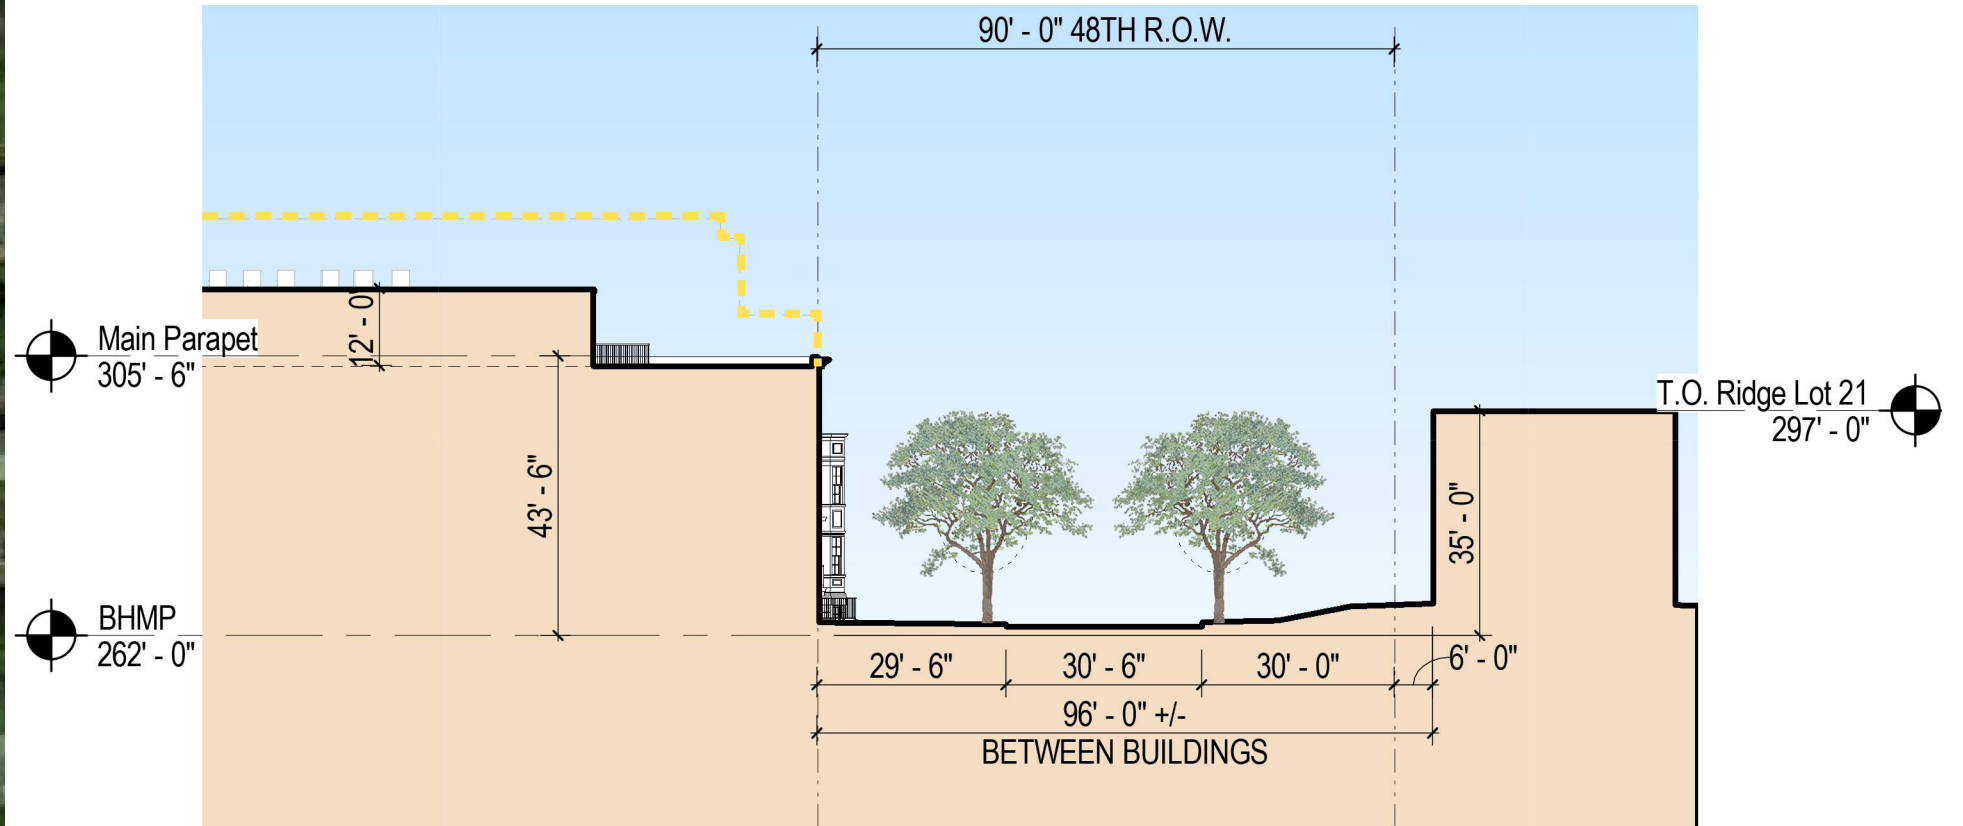 90' - 0" 48TH R.O.W.
Main Parapet
305' - 6"
12' - 0"
T.O. Ridge Lot 21
297' - 0"
43' - 6"
35' - 0"
BHMP
262' - 0"
29' - 6"
30' - 6"
30' - 0"
6' - 0"
96' - 0" +/-
BETWEEN BUILDINGS